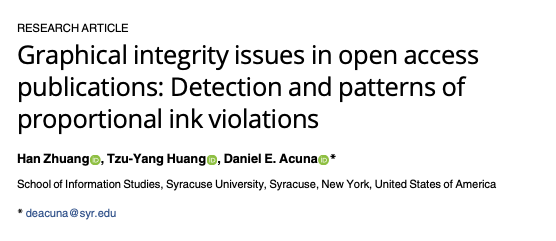 RESEARCH ARTICLE
Graphical integrity issues in open access
publications: Detection and patterns of
proportional ink violations
Han Zhuang, Tzu-Yang Huang, Daniel E. Acuna*
School of Information Studies, Syracuse University, Syracuse, New York, United States of America
* deacuna@syr.edu